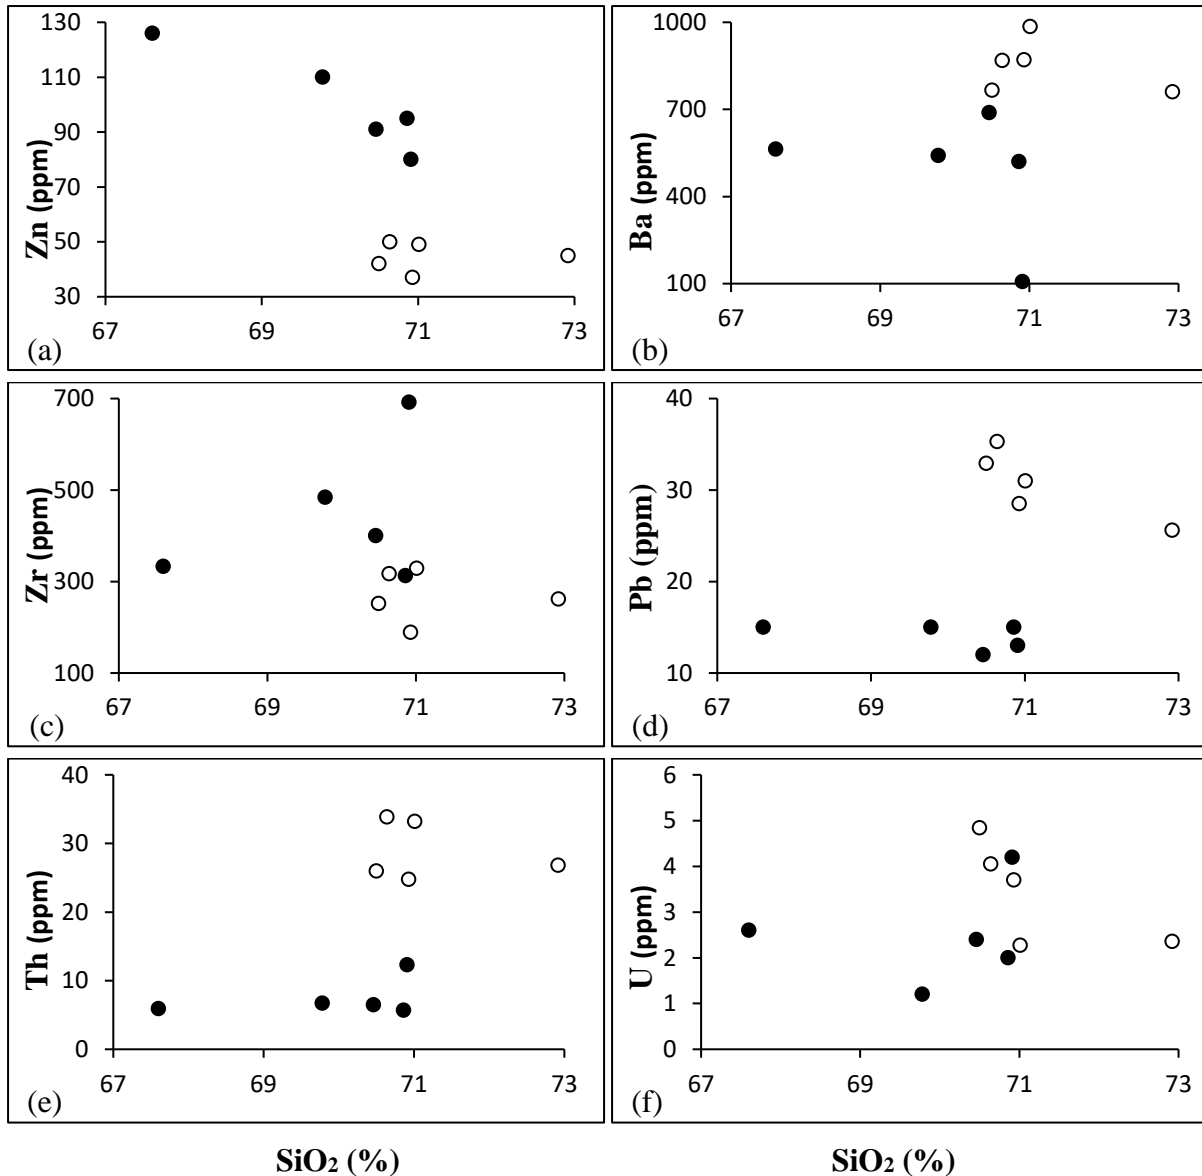 130
110
90
70
50
30
Zn (ppm)
67 69 71 73
(a)
1000
700
400
100
Ba (ppm)
67 69 71 73
(b)
700
500
300
100
Zr (ppm)
67 69 71 73
(c)
40
30
20
10
Pb (ppm)
67 69 71 73
(d)
40
30
20
10
0
Th (ppm)
67 69 71 73
(e)
6
5
4
3
2
1
0
U (ppm)
67 69 71 73
(f)
SiO₂ (%)
SiO₂ (%)